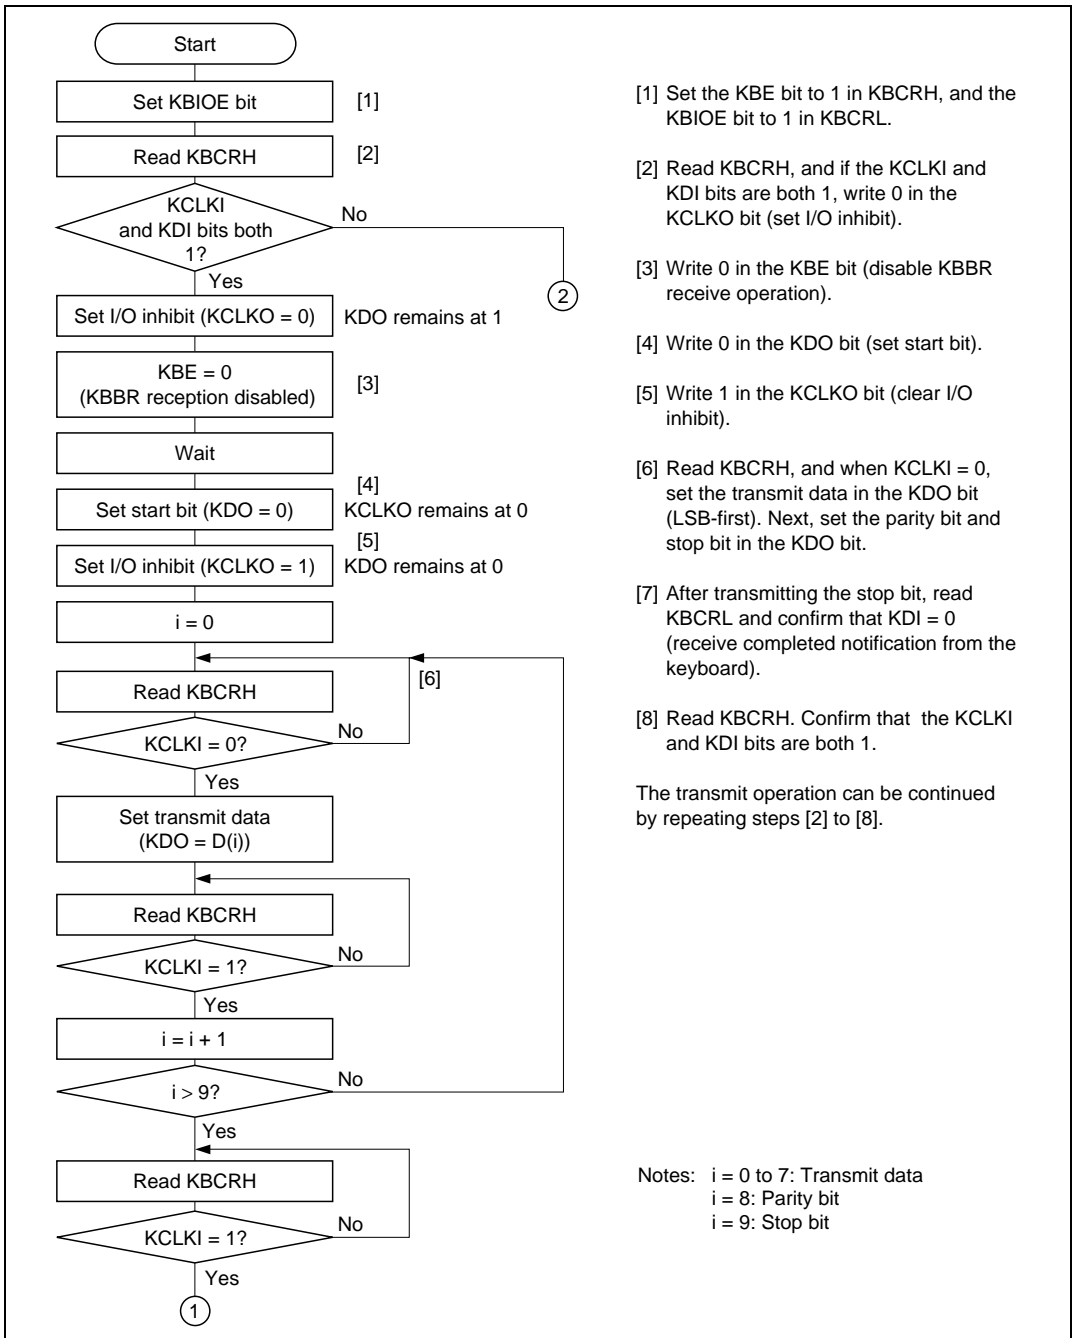 Start
Set KBIOE bit
[1]
Read KBCRH
[2]
KCLKI
and KDI bits both
1?
No
Yes
2
Set I/O inhibit (KCLKO = 0)
KDO remains at 1
KBE = 0
(KBBR reception disabled)
[3]
Wait
[4]
Set start bit (KDO = 0)
KCLKO remains at 0
[5]
Set I/O inhibit (KCLKO = 1)
KDO remains at 0
i = 0
Read KBCRH
[6]
KCLKI = 0?
No
Yes
Set transmit data
(KDO = D(i))
Read KBCRH
KCLKI = 1?
No
Yes
i = i + 1
i > 9?
No
Yes
Read KBCRH
KCLKI = 1?
No
Yes
1
[1] Set the KBE bit to 1 in KBCRH, and the
KBIOE bit to 1 in KBCRL.
[2] Read KBCRH, and if the KCLKI and
KDI bits are both 1, write 0 in the
KCLKO bit (set I/O inhibit).
[3] Write 0 in the KBE bit (disable KBBR
receive operation).
[4] Write 0 in the KDO bit (set start bit).
[5] Write 1 in the KCLKO bit (clear I/O
inhibit).
[6] Read KBCRH, and when KCLKI = 0,
set the transmit data in the KDO bit
(LSB-first). Next, set the parity bit and
stop bit in the KDO bit.
[7] After transmitting the stop bit, read
KBCRL and confirm that KDI = 0
(receive completed notification from the
keyboard).
[8] Read KBCRH. Confirm that the KCLKI
and KDI bits are both 1.
The transmit operation can be continued
by repeating steps [2] to [8].
Notes: i = 0 to 7: Transmit data
i = 8: Parity bit
i = 9: Stop bit